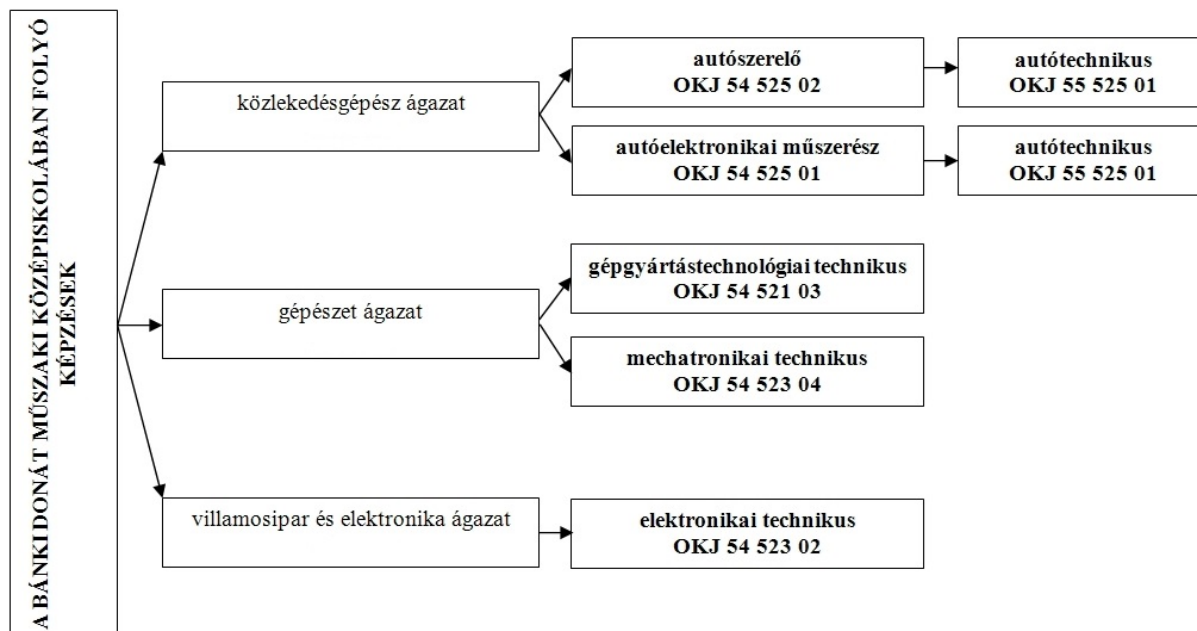 A BÁNKIDONÁT MŰSZAKI KÖZÉPISKOLÁBAN FOLYÓ
KÉPZÉSEK
közlekedésgépész ágazat
autószerelő
OKJ 54 525 02
autótechnikus
OKJ 55 525 01
autóelektronikai műszerész
OKJ 54 525 01
autótechnikus
OKJ 55 525 01
gépészet ágazat
gépgyártástechnológiai technikus
OKJ 54 521 03
mechatronikai technikus
OKJ 54 523 04
villamosipar és elektronika ágazat
elektronikai technikus
OKJ 54 523 02